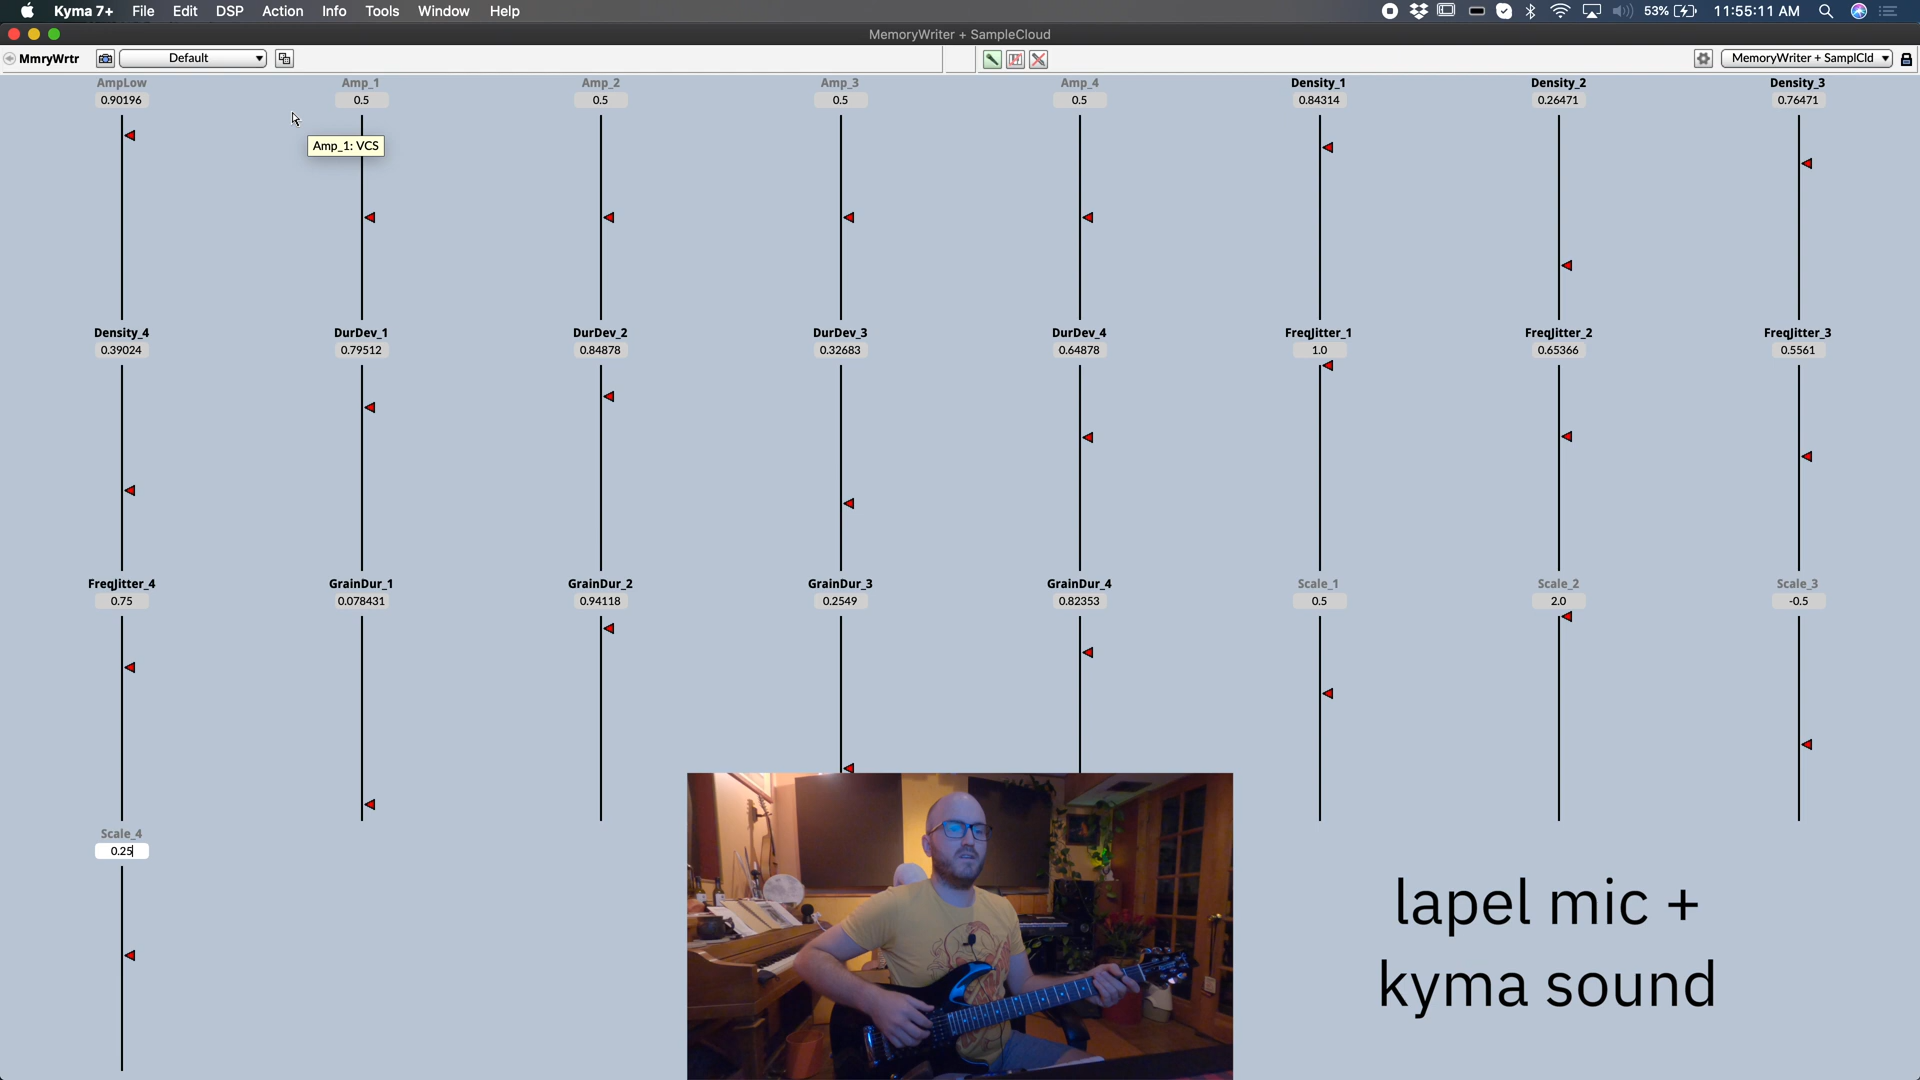 Kyma 7+ File Edit DSP Action Info Tools Window Help 53% 11:55:11 AM
MemoryWriter + SampleCloud
MmryWrtr Default MemoryWriter + SamplCld
AmpLow Amp_1 Amp_2 Amp_3 Amp_4 Density_1 Density_2 Density_3
0.90196 0.5 0.5 0.5 0.5 0.84314 0.26471 0.76471
Amp_1: VCS
Density_4 DurDev_1 DurDev_2 DurDev_3 DurDev_4 FreqJitter_1 FreqJitter_2 FreqJitter_3
0.39024 0.79512 0.84878 0.32683 0.64878 1.0 0.65366 0.5561
FreqJitter_4 GrainDur_1 GrainDur_2 GrainDur_3 GrainDur_4 Scale_1 Scale_2 Scale_3
0.75 0.078431 0.94118 0.2549 0.82353 0.5 2.0 -0.5
Scale_4
0.25
lapel mic +
kyma sound